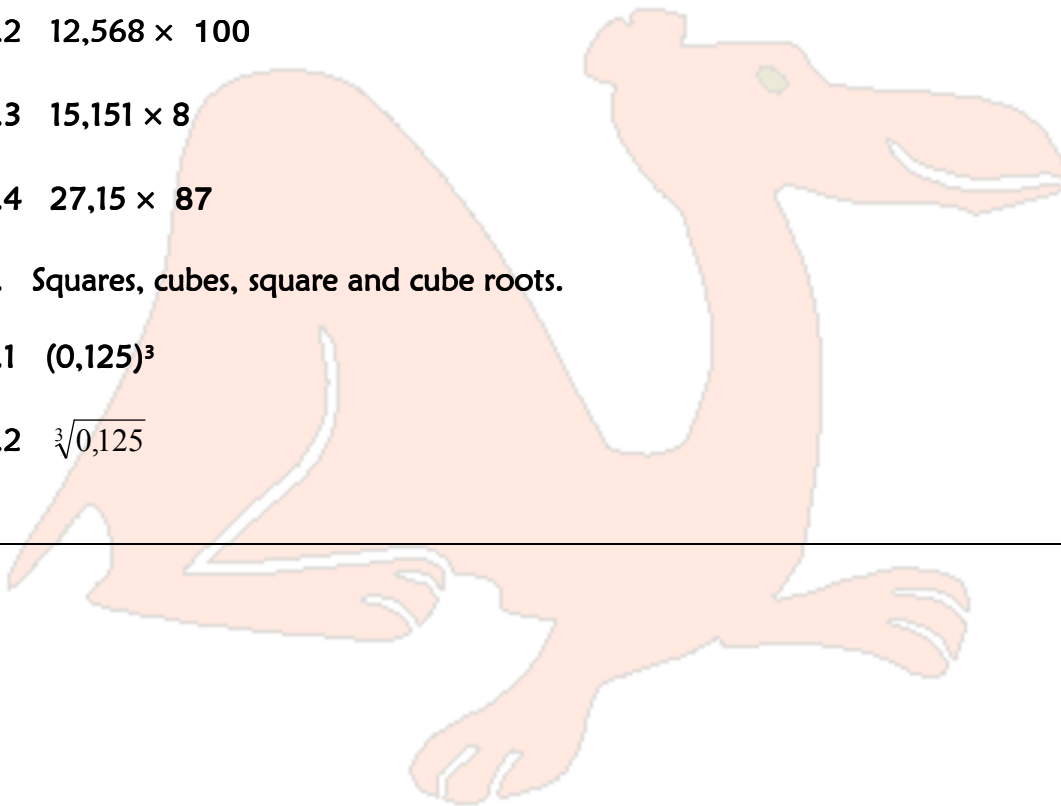 .2 12,568 × 100
.3 15,151 × 8
.4 27,15 × 87
. Squares, cubes, square and cube roots.
.1 (0,125)³
.2 ∛0,125